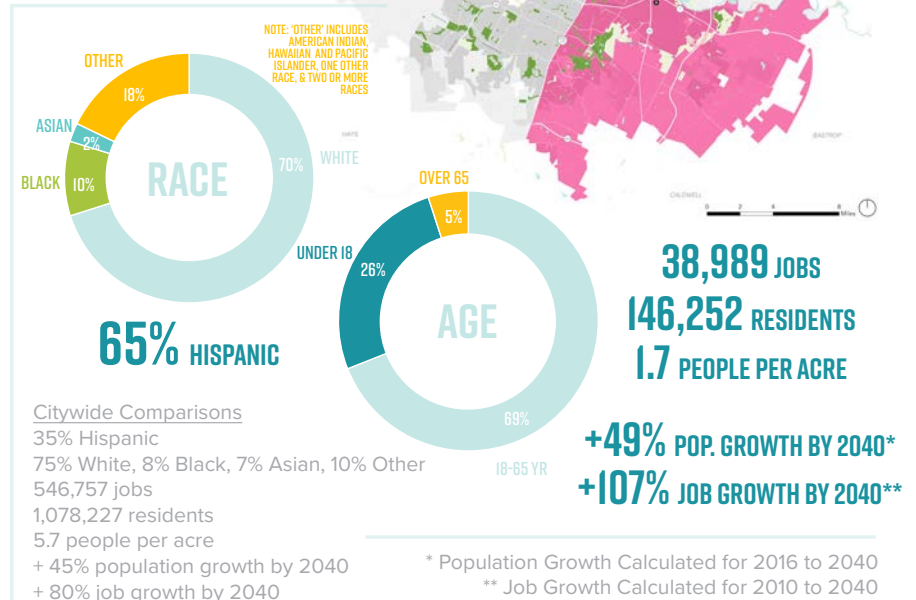 NOTE: 'OTHER' INCLUDES
AMERICAN INDIAN,
HAWAIIAN AND PACIFIC
ISLANDER, ONE OTHER
RACE, & TWO OR MORE
RACES
OTHER
18%
ASIAN
2%
BLACK
10%
RACE
70%
WHITE
HAYS
BASTROP
CALDWELL
0 2 4 8
Miles
65% HISPANIC
OVER 65
5%
UNDER 18
26%
AGE
69%
18-65 YR
38,989 JOBS
146,252 RESIDENTS
1.7 PEOPLE PER ACRE
+49% POP. GROWTH BY 2040*
+107% JOB GROWTH BY 2040**
Citywide Comparisons
35% Hispanic
75% White, 8% Black, 7% Asian, 10% Other
546,757 jobs
1,078,227 residents
5.7 people per acre
+ 45% population growth by 2040
+ 80% job growth by 2040
* Population Growth Calculated for 2016 to 2040
** Job Growth Calculated for 2010 to 2040